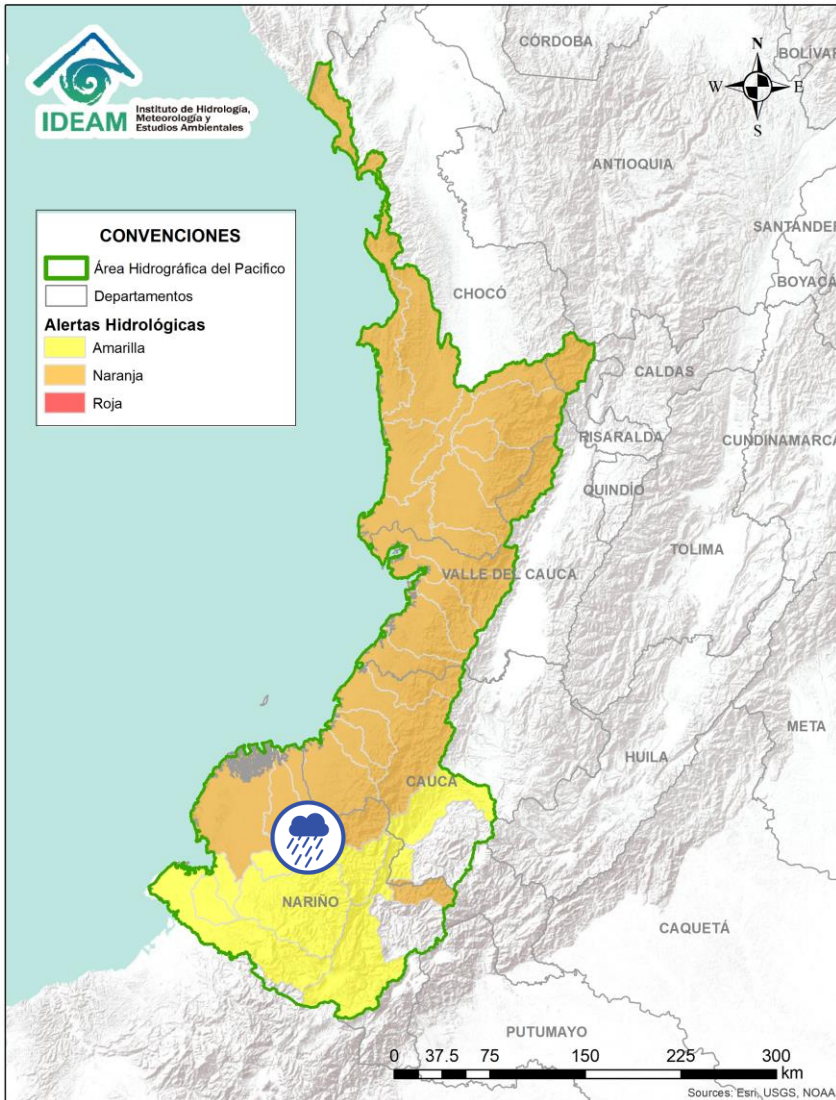 IDEAM
Instituto de Hidrología,
Meteorología y
Estudios Ambientales
CÓRDOBA
BOLÍVAR
N
W E
S
ANTIOQUIA
SANTANDER
BOYACÁ
CONVENCIONES
Área Hidrográfica del Pacifico
Departamentos
Alertas Hidrológicas
Amarilla
Naranja
Roja
CHOCÓ
CALDAS
RISARALDA
CUNDINAMARCA
QUINDÍO
TOLIMA
VALLE DEL CAUCA
META
HUILA
CAUCA
NARIÑO
CAQUETÁ
PUTUMAYO
0 37.5 75 150 225 300
km
Sources: Esri, USGS, NOAA